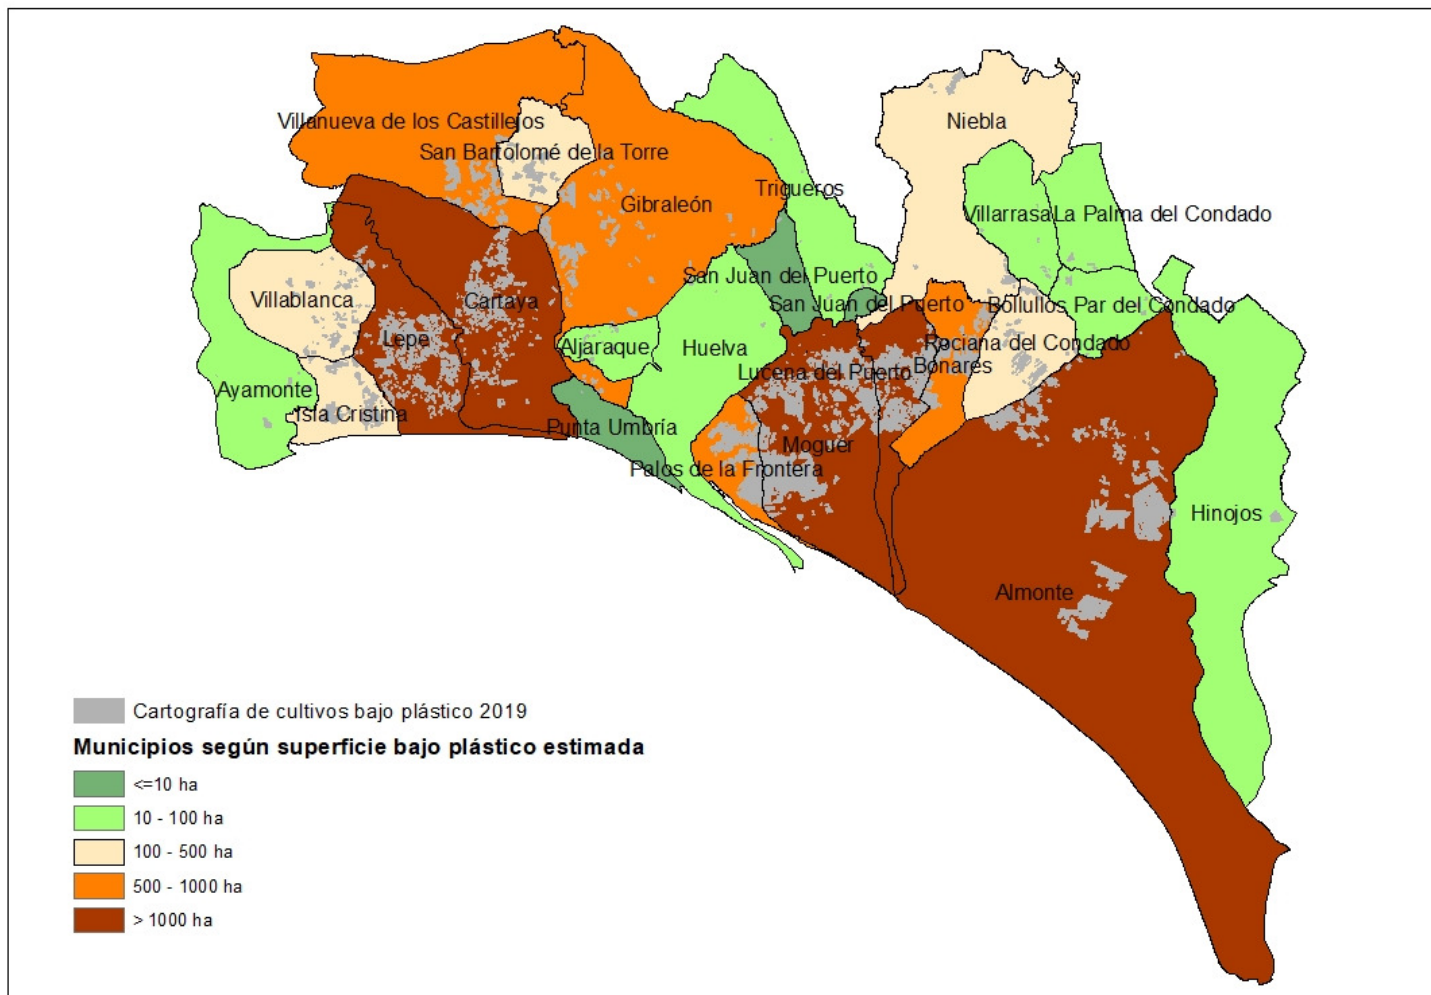 Villanueva de los Castillejos
Niebla
San Bartolomé de la Torre
Trigueros
Gibraleón
Villarrasa
La Palma del Condado
San Juan del Puerto
Villablanca
Cartaya
San Juan del Puerto
Bollullos Par del Condado
Lepe
Aljaraque
Huelva
Rociana del Condado
Lucena del Puerto
Bonares
Ayamonte
Isla Cristina
Punta Umbría
Moguer
Palos de la Frontera
Hinojos
Almonte
Cartografía de cultivos bajo plástico 2019
Municipios según superficie bajo plástico estimada
<=10 ha
10 - 100 ha
100 - 500 ha
500 - 1000 ha
> 1000 ha